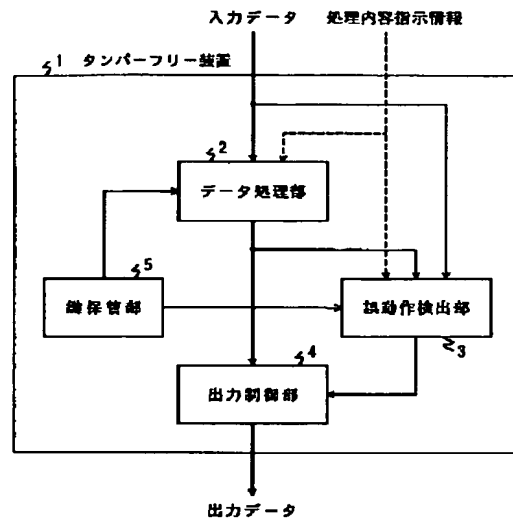 入力データ 処理内容指示情報
1 タンパーフリー装置
2
データ処理部
5
鍵保管部
誤動作検出部
3
4
出力制御部
出力データ